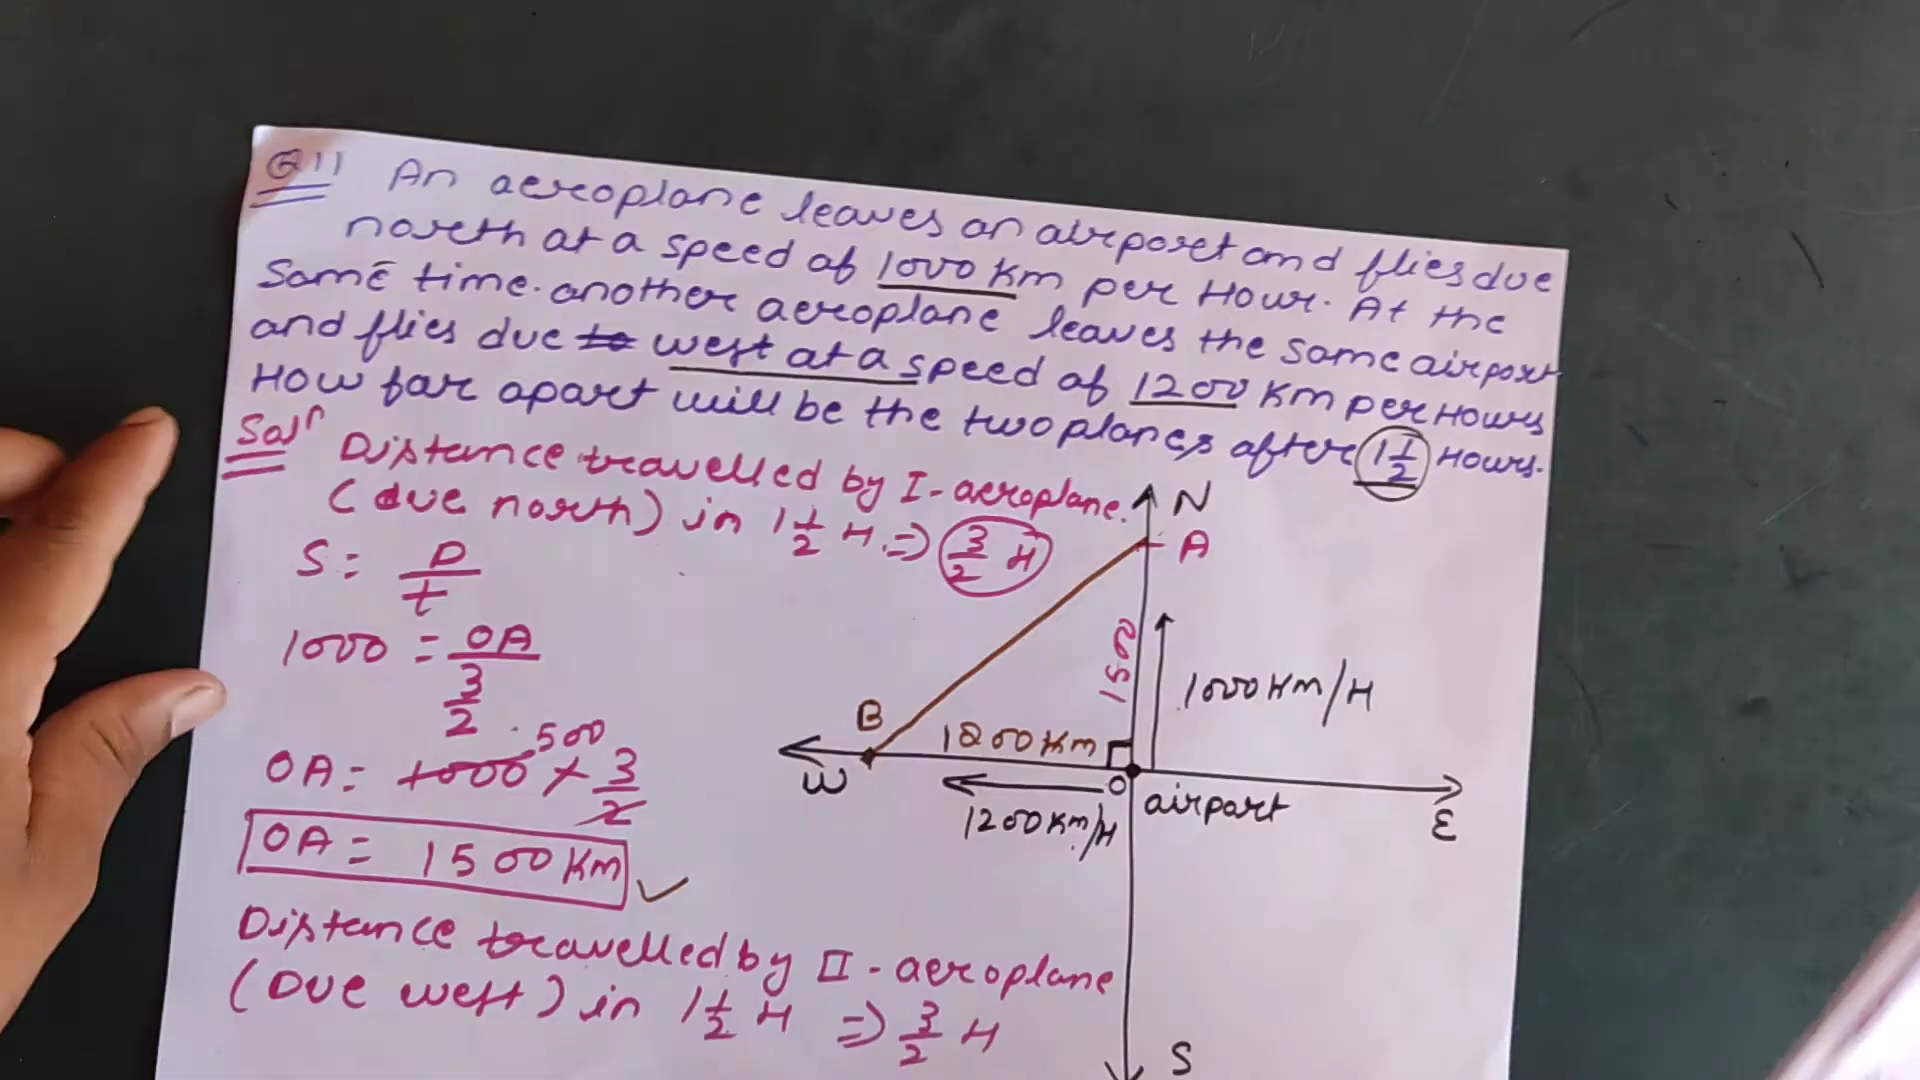 Q11 An aeroplane leaves an airport and flies due
north at a speed of 1000 Km per Hour. At the
Same time. another aeroplane leaves the same airport
and flies due to west at a speed of 1200 Km per Hours
How far apart will be the two planes after 1 1/2 Hours.
Solⁿ Distance travelled by I - aeroplane.
(due north) in 1 1/2 H. => 3/2 H
S = D/t
1000 = OA / 3/2
500
OA = 1000 × 3/2
OA = 1500 Km
Distance travelled by II - aeroplane
(Due west) in 1 1/2 H => 3/2 H
N
A
1500
1000 Km/H
B
1800 Km
W
O
airport
E
1200 Km/H
S